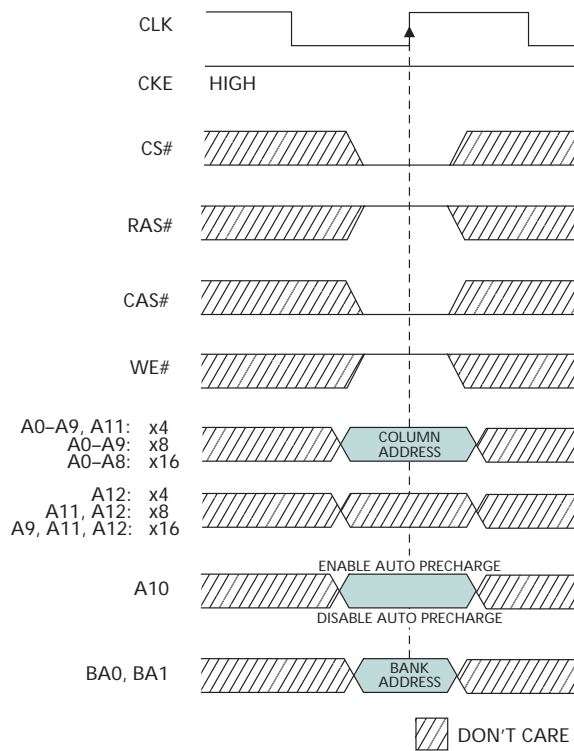 CLK
CKE HIGH
CS#
RAS#
CAS#
WE#
A0–A9, A11: x4
A0–A9: x8
A0–A8: x16
COLUMN
ADDRESS
A12: x4
A11, A12: x8
A9, A11, A12: x16
ENABLE AUTO PRECHARGE
A10
DISABLE AUTO PRECHARGE
BA0, BA1
BANK
ADDRESS
DON'T CARE